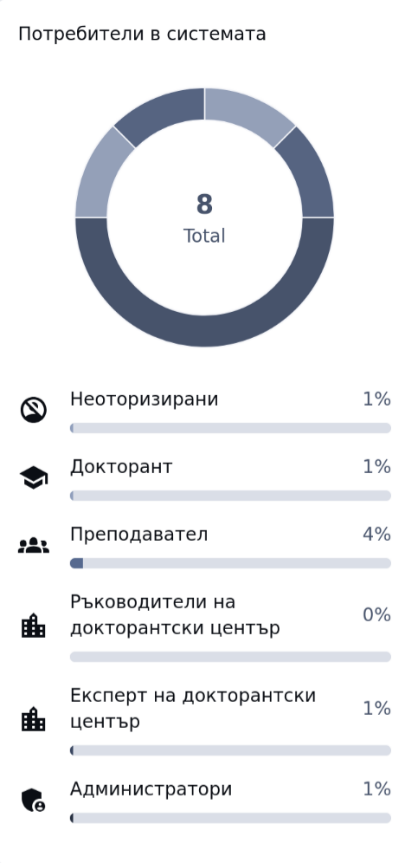 Потребители в системата
8
Total
Неоторизирани 1%
Докторант 1%
Преподавател 4%
Ръководители на
докторантски център 0%
Експерт на докторантски
център 1%
Администратори 1%